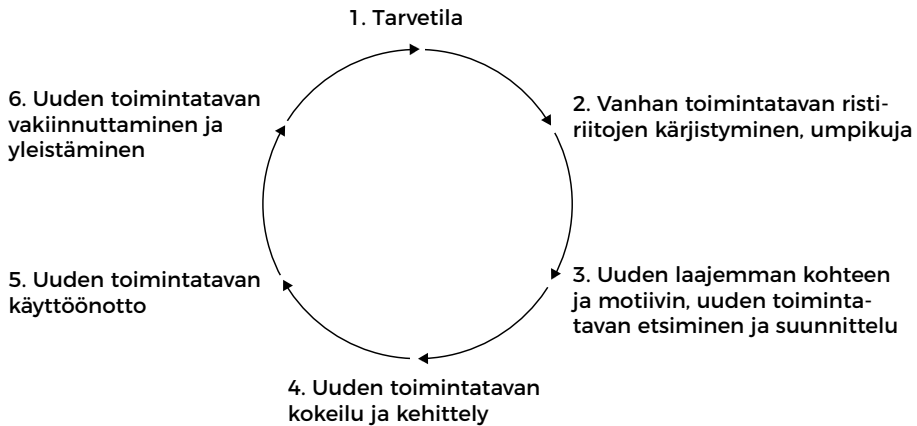 1. Tarvetila
2. Vanhan toimintatavan risti-
riitojen kärjistyminen, umpikuja
3. Uuden laajemman kohteen
ja motiivin, uuden toiminta-
tavan etsiminen ja suunnittelu
4. Uuden toimintatavan
kokeilu ja kehittely
5. Uuden toimintatavan
käyttöönotto
6. Uuden toimintatavan
vakiinnuttaminen ja
yleistäminen